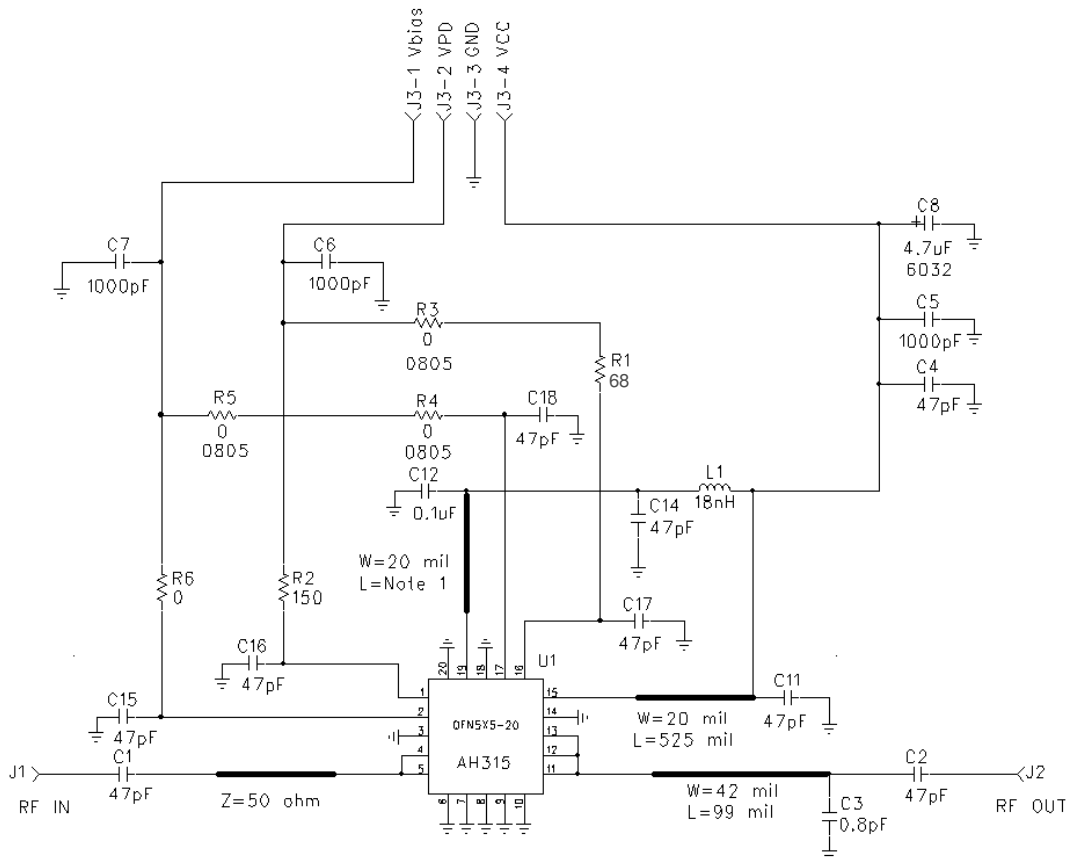 J3-1 Vbias
J3-2 VPD
J3-3 GND
J3-4 VCC
C8
4.7uF
6032
C7
1000pF
C6
1000pF
C5
1000pF
R3
0
0805
R1
68
C4
47pF
R5
0
0805
R4
0
0805
C18
47pF
L1
18nH
C12
0.1uF
C14
47pF
W=20 mil
L=Note 1
R6
0
R2
150
C17
47pF
C16
47pF
U1
20
19
18
17
16
C15
47pF
1
2
3
4
5
QFN5X5-20
AH315
15
14
13
12
11
C11
47pF
W=20 mil
L=525 mil
J1
RF IN
C1
47pF
Z=50 ohm
6
7
8
9
10
W=42 mil
L=99 mil
C2
47pF
J2
RF OUT
C3
0.8pF